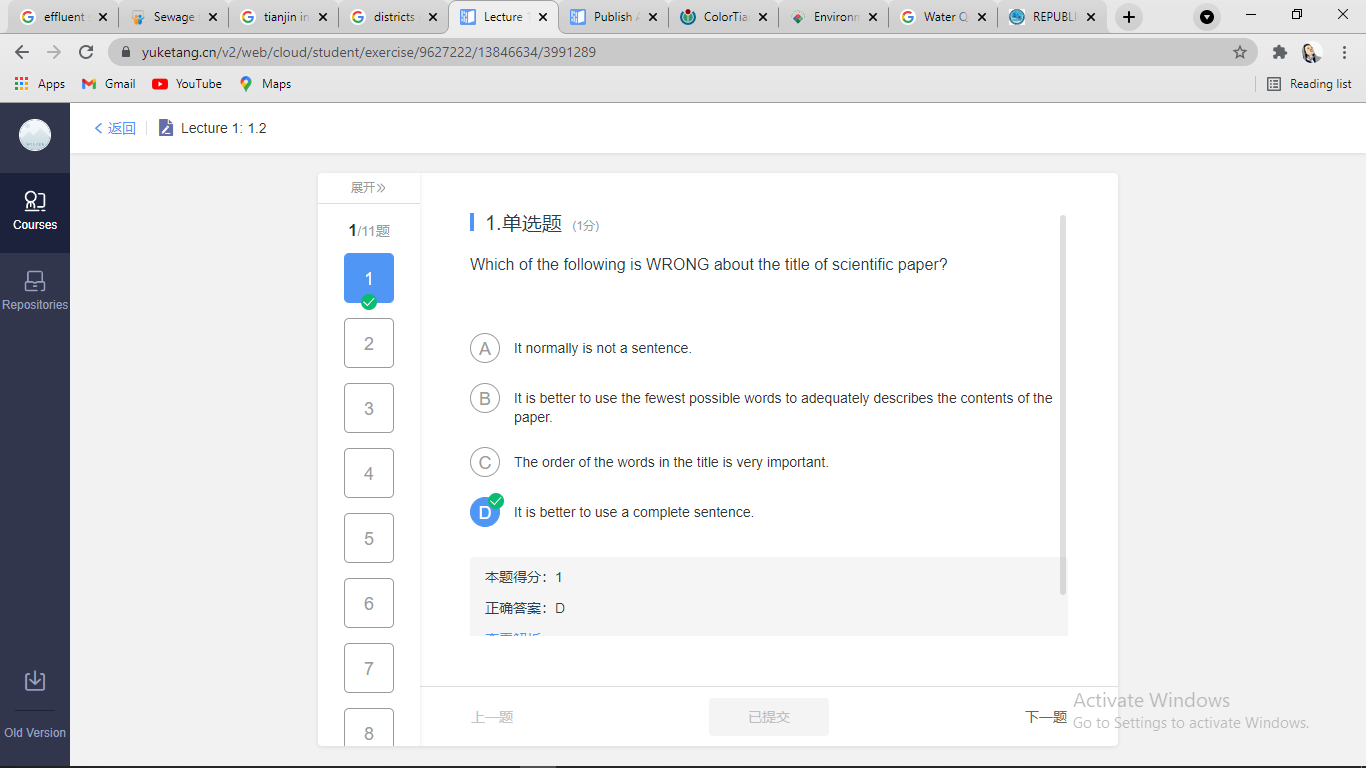 effluent
Sewage
tianjin in
districts
Lecture
Publish
ColorTia
Environn
Water Q
REPUBLI
yuketang.cn/v2/web/cloud/student/exercise/9627222/13846634/3991289
Apps
Gmail
YouTube
Maps
Reading list
返回
Lecture 1: 1.2
Courses
Repositories
Old Version
展开
1/11题
1
2
3
4
5
6
7
8
1.单选题 (1分)
Which of the following is WRONG about the title of scientific paper?
A It normally is not a sentence.
B It is better to use the fewest possible words to adequately describes the contents of the
paper.
C The order of the words in the title is very important.
D It is better to use a complete sentence.
本题得分：1
正确答案：D
上一题
已提交
下一题
Activate Windows
Go to Settings to activate Windows.